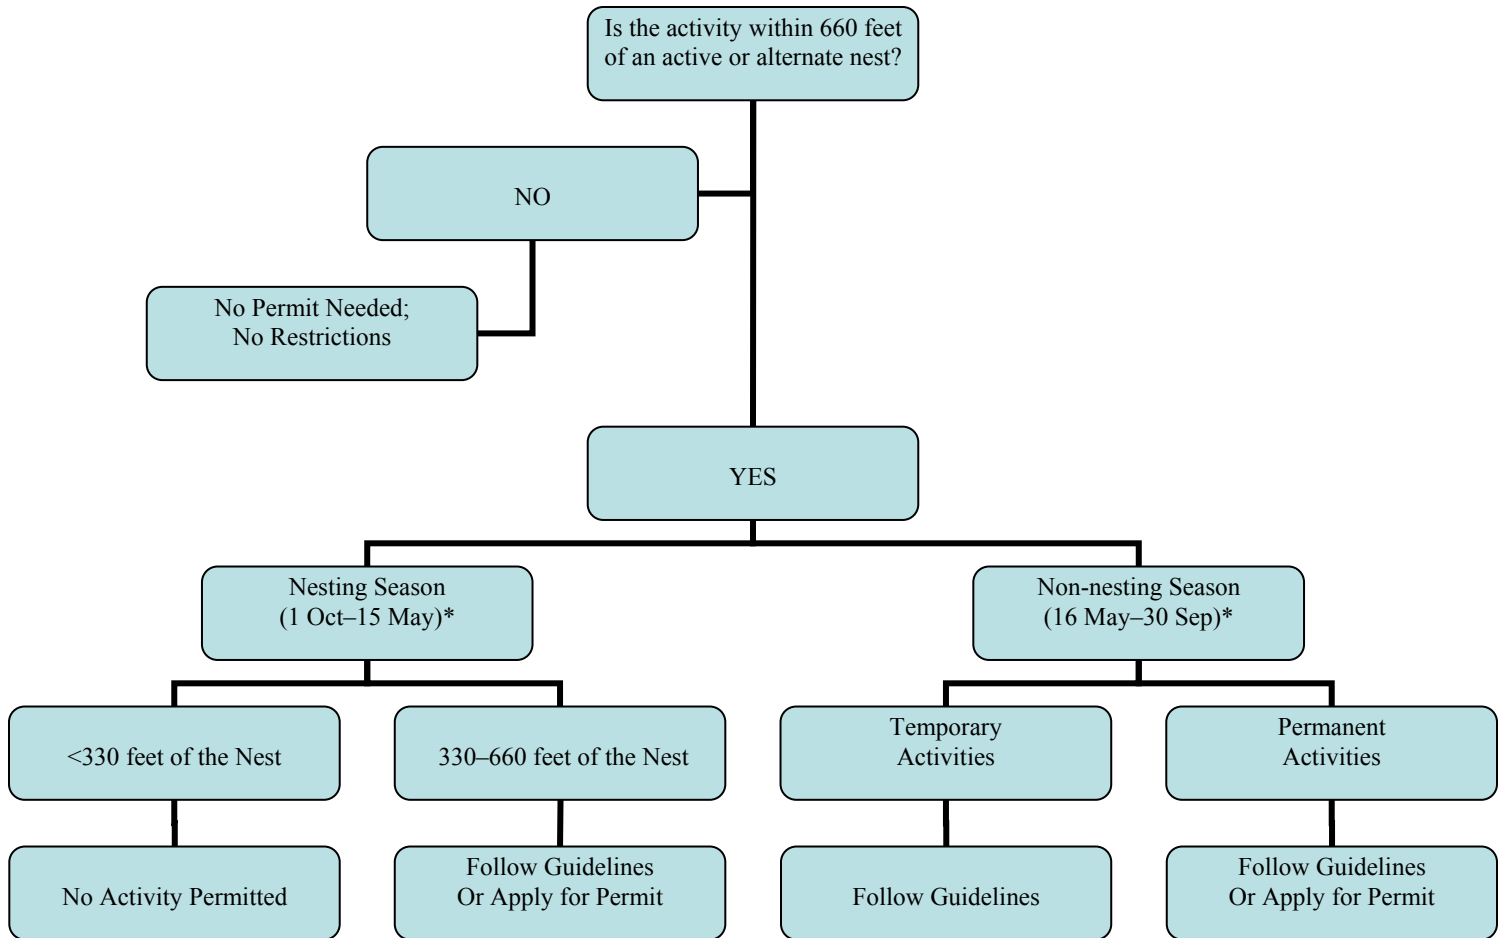 Is the activity within 660 feet
of an active or alternate nest?
NO
No Permit Needed;
No Restrictions
YES
Nesting Season
(1 Oct–15 May)*
Non-nesting Season
(16 May–30 Sep)*
<330 feet of the Nest
330–660 feet of the Nest
Temporary
Activities
Permanent
Activities
No Activity Permitted
Follow Guidelines
Or Apply for Permit
Follow Guidelines
Follow Guidelines
Or Apply for Permit